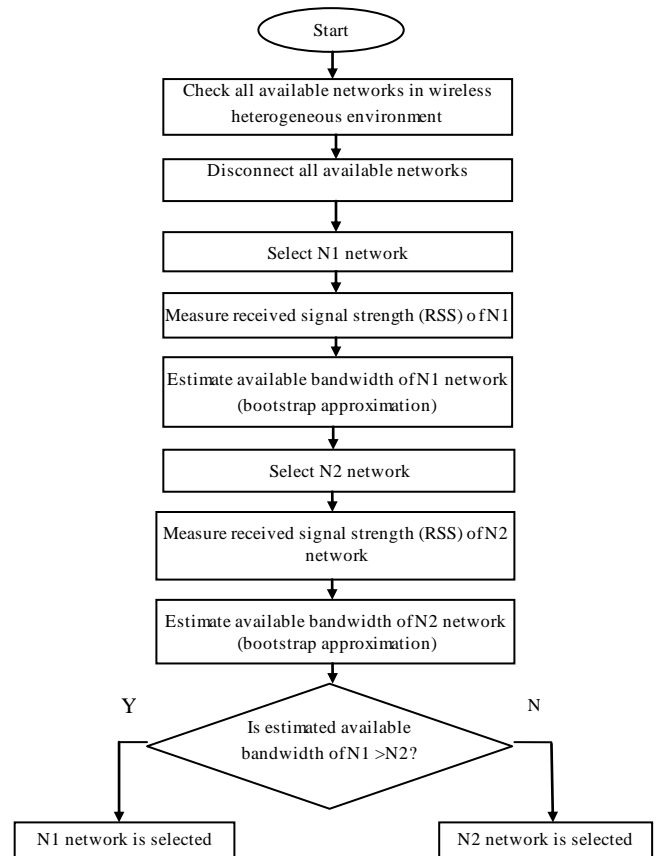 Start
Check all available networks in wireless
heterogeneous environment
Disconnect all available networks
Select N1 network
Measure received signal strength (RSS) of N1
Estimate available bandwidth of N1 network
(bootstrap approximation)
Select N2 network
Measure received signal strength (RSS) of N2
network
Estimate available bandwidth of N2 network
(bootstrap approximation)
Y
N
Is estimated available
bandwidth of N1 >N2?
N1 network is selected
N2 network is selected